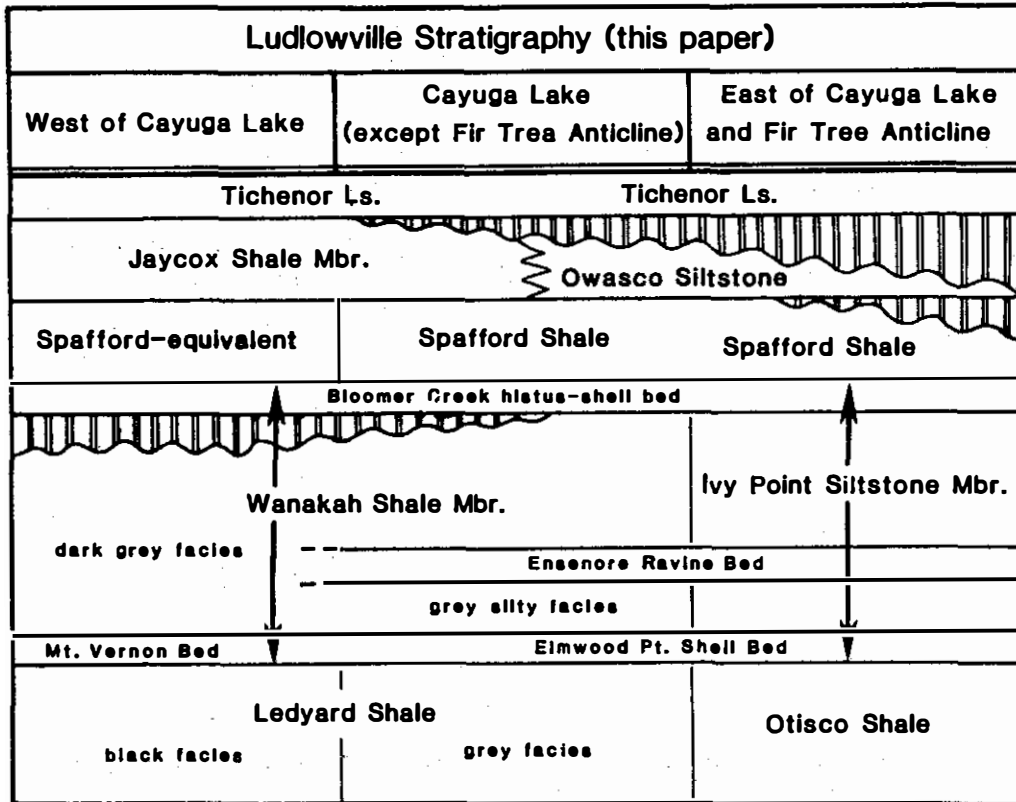 Ludlowville Stratigraphy (this paper)
West of Cayuga Lake
Cayuga Lake
(except Fir Trea Anticline)
East of Cayuga Lake
and Fir Tree Anticline
Tichenor Ls.
Tichenor Ls.
Jaycox Shale Mbr.
Owasco Siltstone
Spafford-equivalent
Spafford Shale
Spafford Shale
Bloomer Creek hiatus-shell bed
Wanakah Shale Mbr.
Ivy Point Siltstone Mbr.
dark grey facies
Ensenore Ravine Bed
grey silty facies
Mt. Vernon Bed
Elmwood Pt. Shell Bed
Ledyard Shale
Otisco Shale
black facies
grey facies